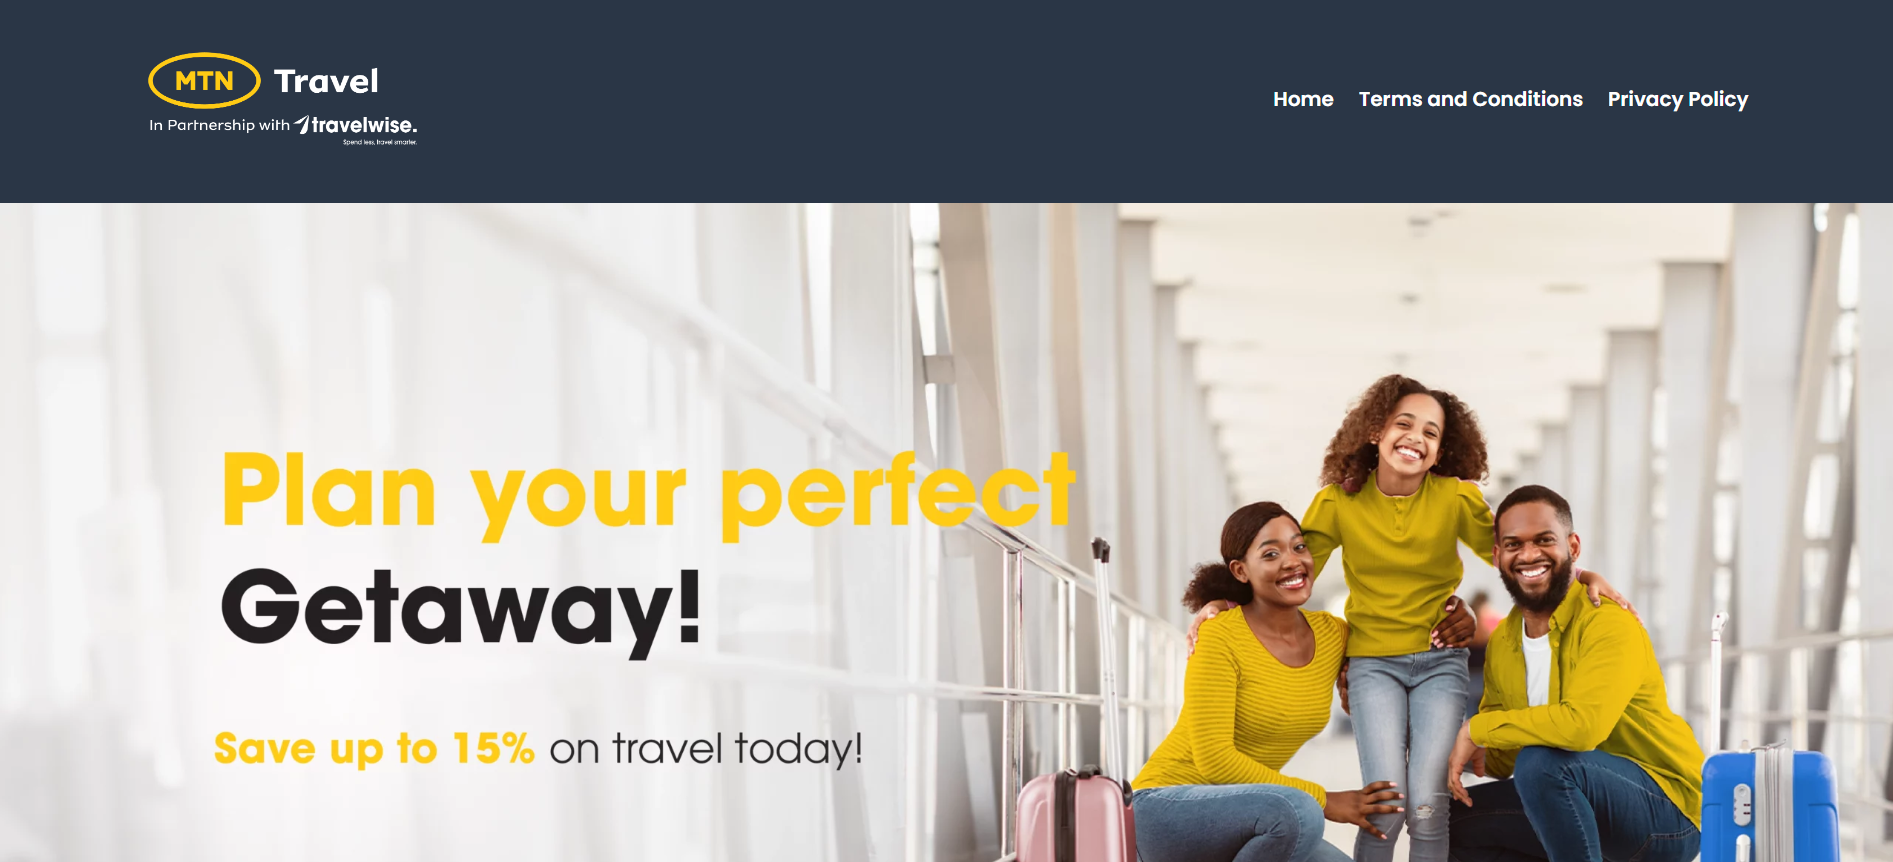 MTN Travel
In Partnership with travelwise.
Spend less, travel smarter.
Home Terms and Conditions Privacy Policy
Plan your perfect
Getaway!
Save up to 15% on travel today!